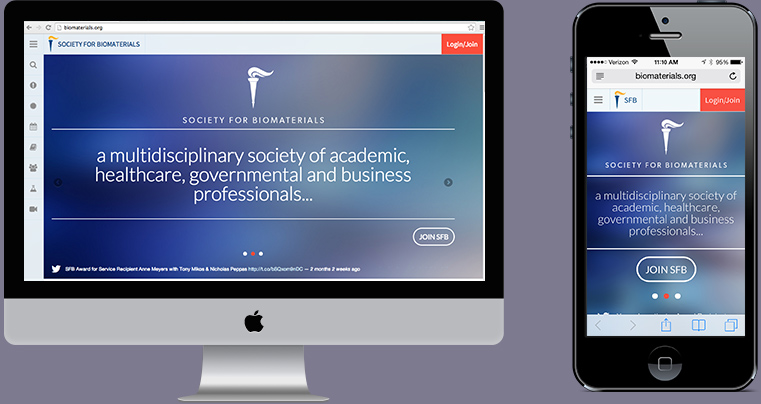 biomaterials.org
SOCIETY FOR BIOMATERIALS
Login/Join
SOCIETY FOR BIOMATERIALS
a multidisciplinary society of academic,
healthcare, governmental and business
professionals...
JOIN SFB
SFB Award for Service Recipient Anne Meyers with Tony Mikos & Nicholas Peppas — 2 months 2 weeks ago
Verizon
11:10 AM
95%
biomaterials.org
SFB
Login/Join
SOCIETY FOR BIOMATERIALS
a multidisciplinary society of
academic, healthcare,
governmental and business
professionals...
JOIN SFB